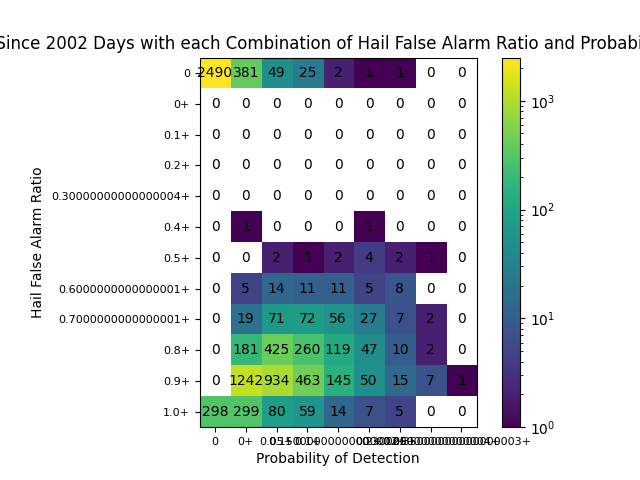 Since 2002 Days with each Combination of Hail False Alarm Ratio and Probabi
0 2490 381 49 25 2 1 1 0 0
0+ 0 0 0 0 0 0 0 0 0
0.1+ 0 0 0 0 0 0 0 0 0
0.2+ 0 0 0 0 0 0 0 0 0
0.30000000000000004+ 0 0 0 0 0 0 0 0 0
0.4+ 0 1 0 0 0 1 0 0 0
0.5+ 0 0 2 1 2 4 2 1 0
0.6000000000000001+ 0 5 14 11 11 5 8 0 0
0.7000000000000001+ 0 19 71 72 56 27 7 2 0
0.8+ 0 181 425 260 119 47 10 2 0
0.9+ 0 1242 934 463 145 50 15 7 1
1.0+ 298 299 80 59 14 7 5 0 0
0 0+
Probability of Detection
Hail False Alarm Ratio
10³
10²
10¹
10⁰